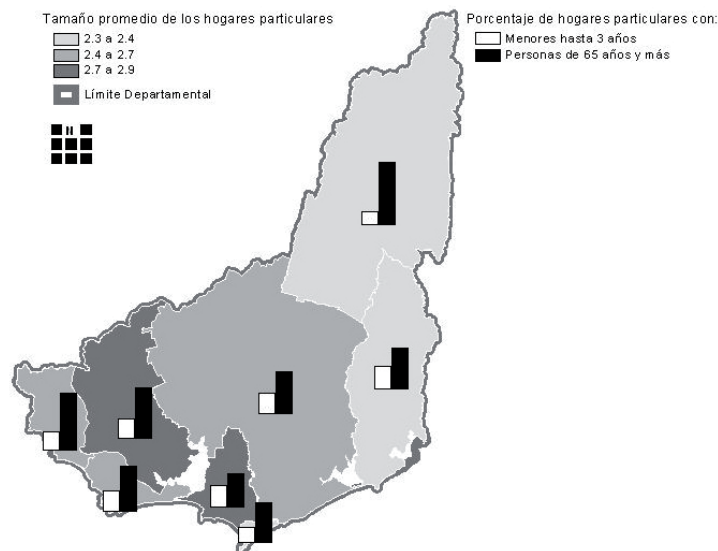 Tamaño promedio de los hogares particulares
2.3 a 2.4
2.4 a 2.7
2.7 a 2.9
Límite Departamental
Porcentaje de hogares particulares con:
Menores hasta 3 años
Personas de 65 años y más